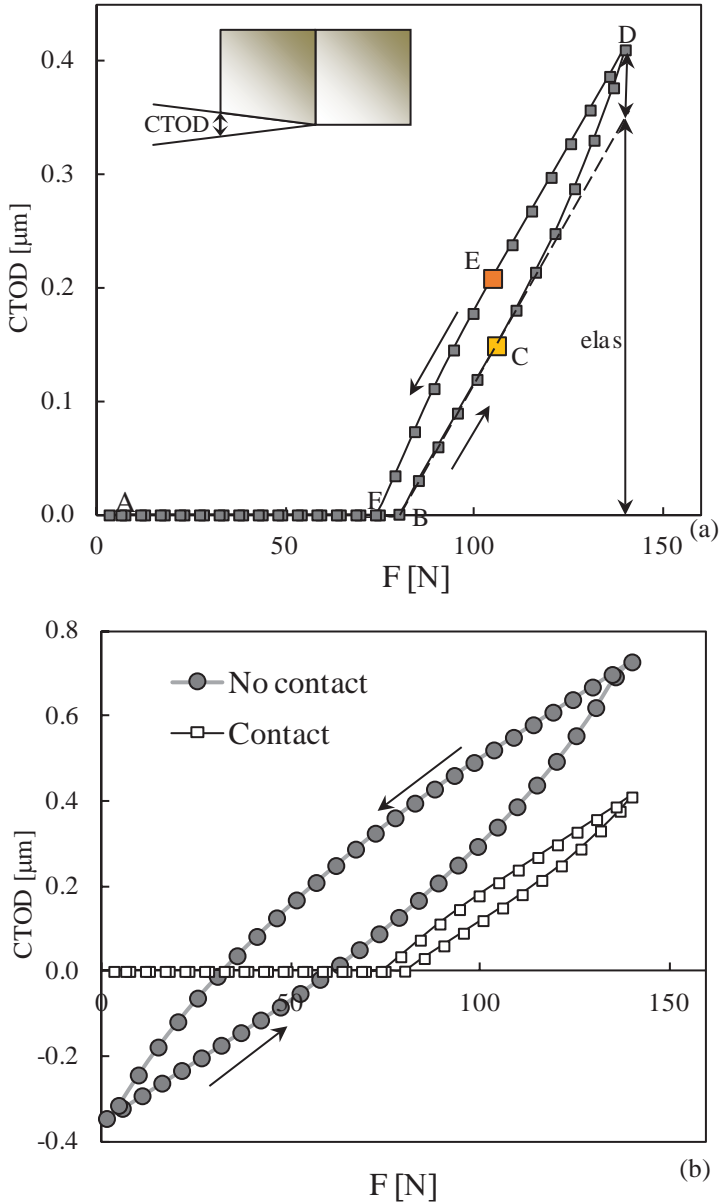 0.4
D
CTOD
0.3
CTOD [μm]
E
0.2
elas
C
0.1
A
F
B
0.0
(a)
0
50
100
150
F [N]
0.8
No contact
0.6
Contact
0.4
CTOD [μm]
0.2
0.0
0
50
100
150
-0.2
-0.4
(b)
F [N]